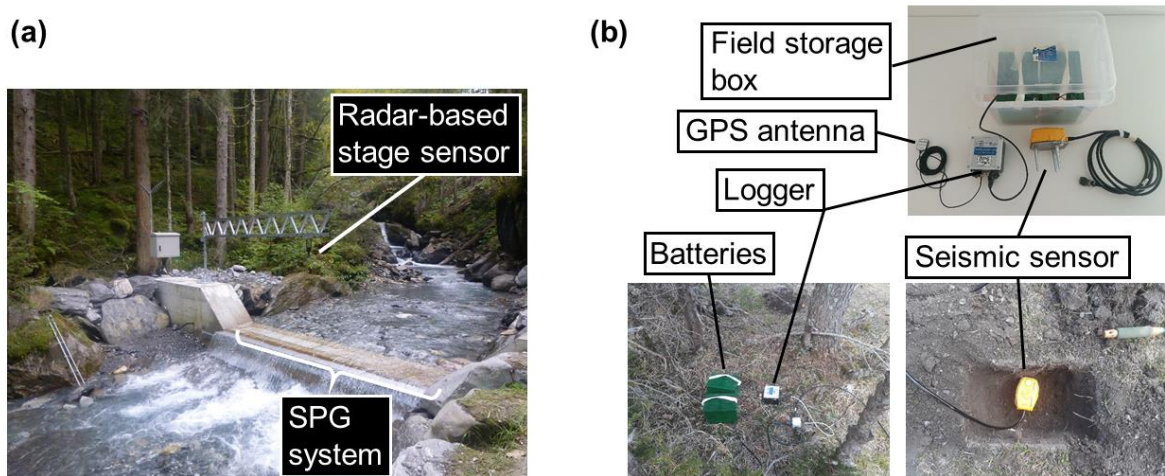 (a)
Radar-based
stage sensor
SPG
system
(b)
Field storage
box
GPS antenna
Logger
Batteries
Seismic sensor